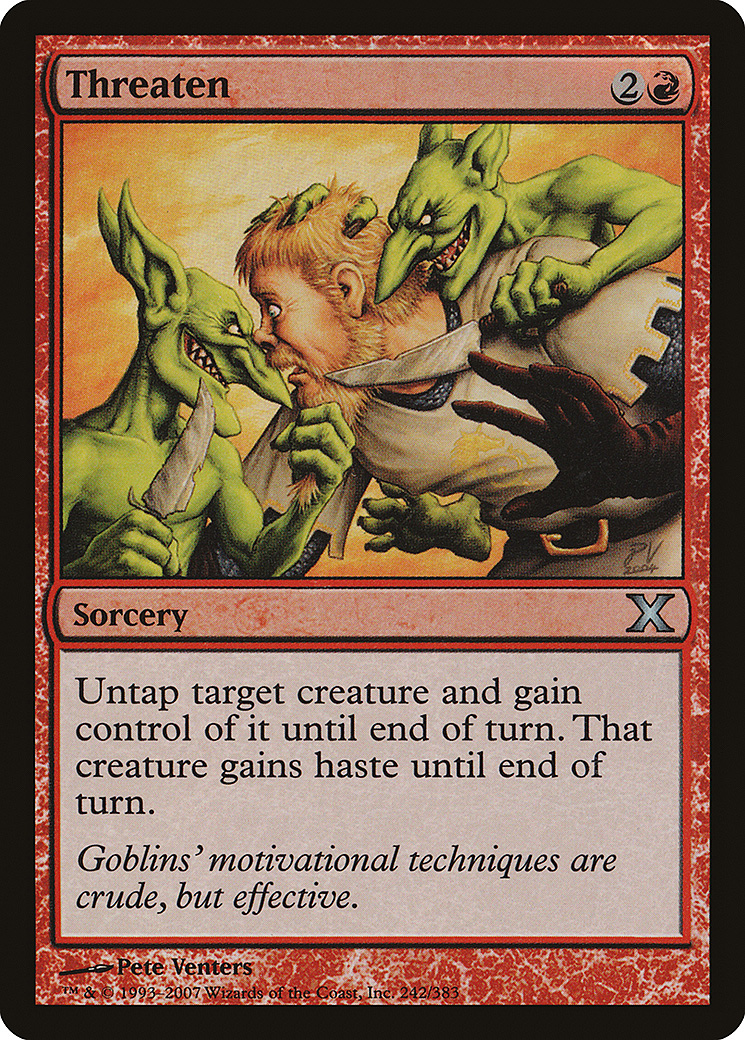 Threaten 2
PV
2004
Sorcery X
Untap target creature and gain
control of it until end of turn. That
creature gains haste until end of
turn.
Goblins' motivational techniques are
crude, but effective.
Pete Venters
™ & © 1993–2007 Wizards of the Coast, Inc. 242/383